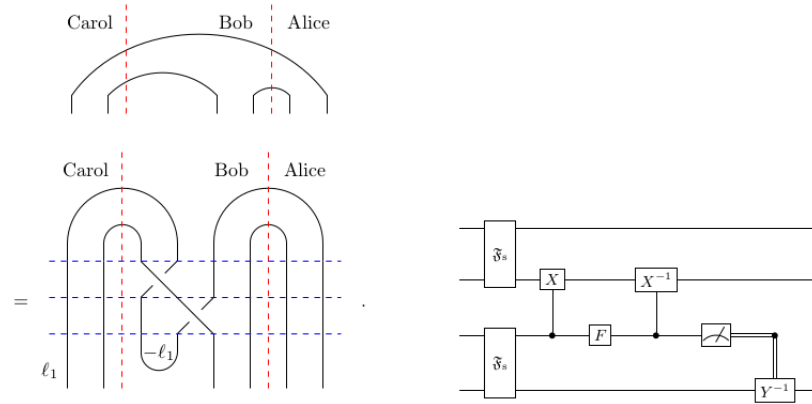 Carol Bob Alice
Carol Bob Alice
=
−ℓ₁
ℓ₁
.
𝔉ₛ
X X⁻¹
F
𝔉ₛ
Y⁻¹